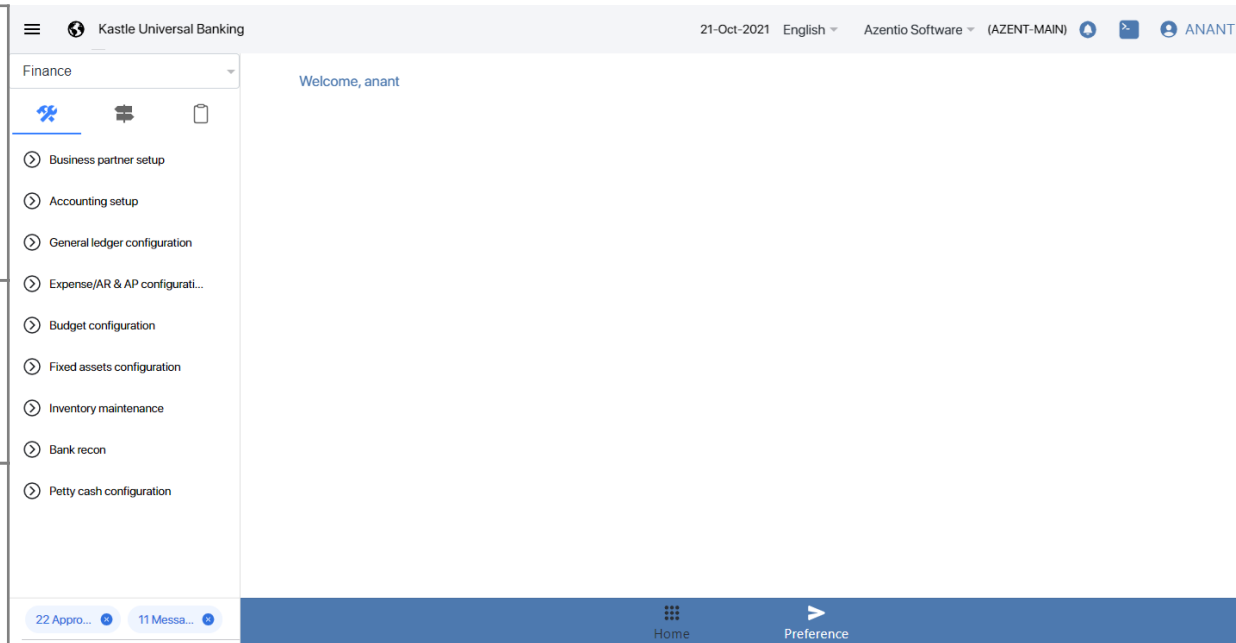 Kastle Universal Banking
21-Oct-2021 English Azentio Software (AZENT-MAIN) ANANT
Finance
Welcome, anant
Business partner setup
Accounting setup
General ledger configuration
Expense/AR & AP configurati...
Budget configuration
Fixed assets configuration
Inventory maintenance
Bank recon
Petty cash configuration
22 Appro... 11 Messa...
Home Preference